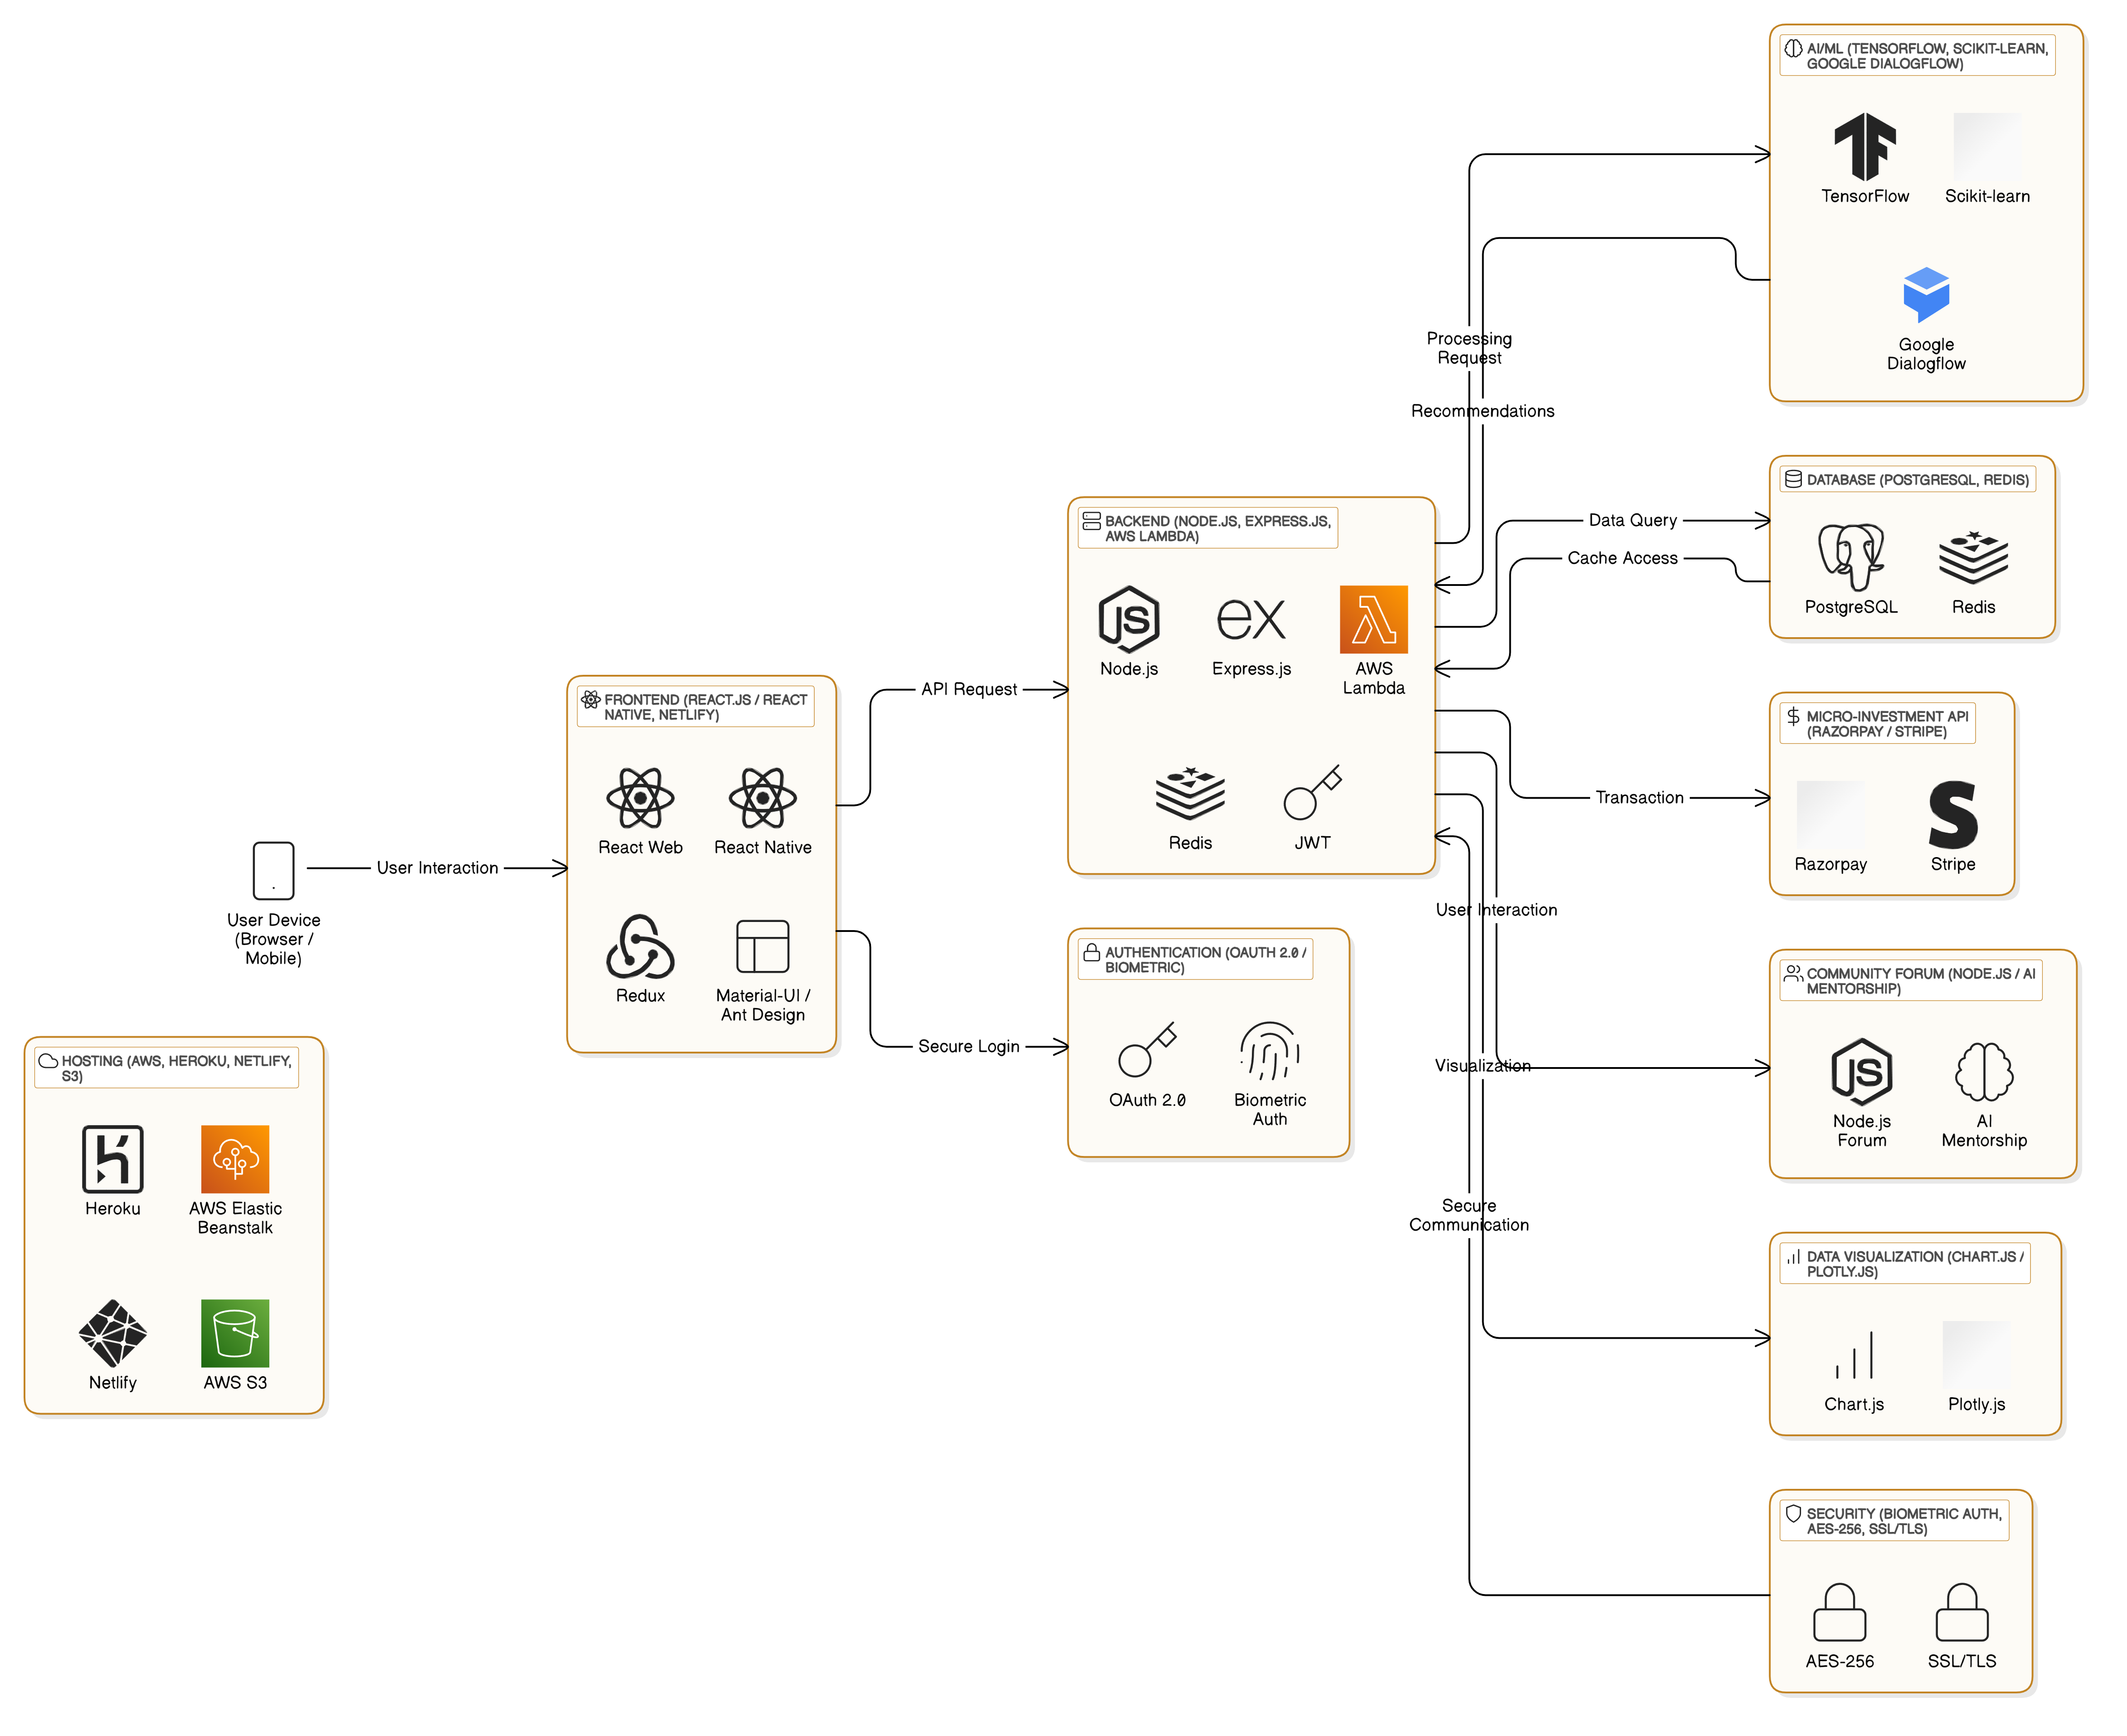 AI/ML (TENSORFLOW, SCIKIT-LEARN,
GOOGLE DIALOGFLOW)
TensorFlow
Scikit-learn
Google
Dialogflow
Processing
Request
Recommendations
DATABASE (POSTGRESQL, REDIS)
PostgreSQL
Redis
Data Query
Cache Access
BACKEND (NODE.JS, EXPRESS.JS,
AWS LAMBDA)
Node.js
Express.js
AWS
Lambda
Redis
JWT
FRONTEND (REACT.JS / REACT
NATIVE, NETLIFY)
React Web
React Native
Redux
Material-UI /
Ant Design
API Request
Secure Login
User Interaction
User Device
(Browser /
Mobile)
MICRO-INVESTMENT API
(RAZORPAY / STRIPE)
Razorpay
Stripe
Transaction
User Interaction
AUTHENTICATION (OAUTH 2.0 /
BIOMETRIC)
OAuth 2.0
Biometric
Auth
COMMUNITY FORUM (NODE.JS / AI
MENTORSHIP)
Node.js
Forum
AI
Mentorship
Visualization
HOSTING (AWS, HEROKU, NETLIFY,
S3)
Heroku
AWS Elastic
Beanstalk
Netlify
AWS S3
Secure
Communication
DATA VISUALIZATION (CHART.JS /
PLOTLY.JS)
Chart.js
Plotly.js
SECURITY (BIOMETRIC AUTH,
AES-256, SSL/TLS)
AES-256
SSL/TLS